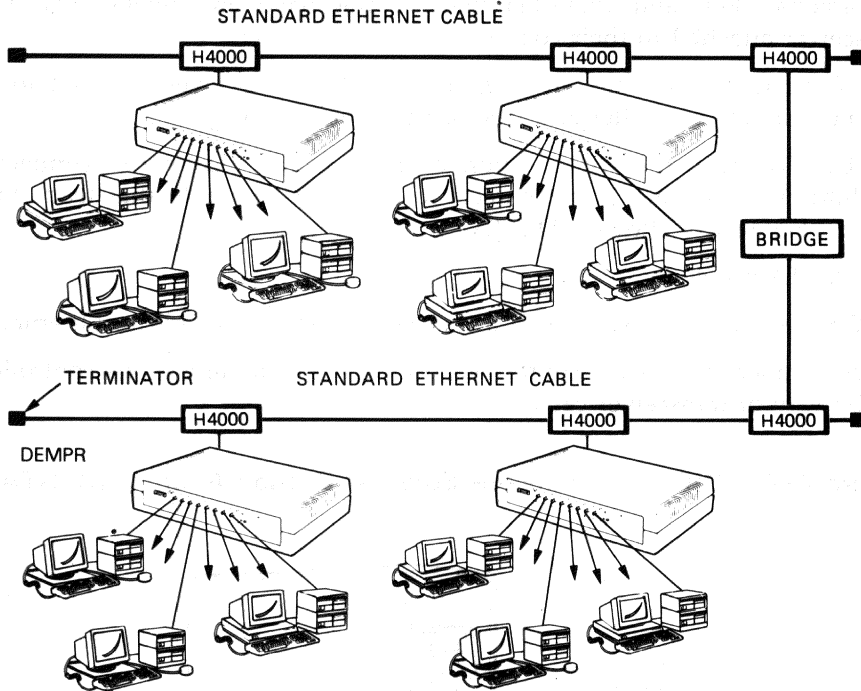 STANDARD ETHERNET CABLE
H4000
H4000
H4000
BRIDGE
TERMINATOR
STANDARD ETHERNET CABLE
H4000
H4000
H4000
DEMPR